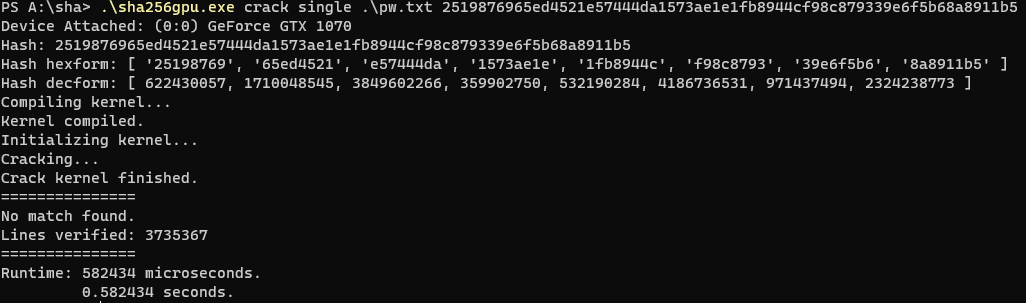 PS A:\sha> .\sha256gpu.exe crack single .\pw.txt 2519876965ed4521e57444da1573ae1e1fb8944cf98c879339e6f5b68a8911b5
Device Attached: (0:0) GeForce GTX 1070
Hash: 2519876965ed4521e57444da1573ae1e1fb8944cf98c879339e6f5b68a8911b5
Hash hexform: [ '25198769', '65ed4521', 'e57444da', '1573ae1e', '1fb8944c', 'f98c8793', '39e6f5b6', '8a8911b5' ]
Hash decform: [ 622430057, 1710048545, 3849602266, 359902750, 532190284, 4186736531, 971437494, 2324238773 ]
Compiling kernel...
Kernel compiled.
Initializing kernel...
Cracking...
Crack kernel finished.
===============
No match found.
Lines verified: 3735367
===============
Runtime: 582434 microseconds.
         0.582434 seconds.